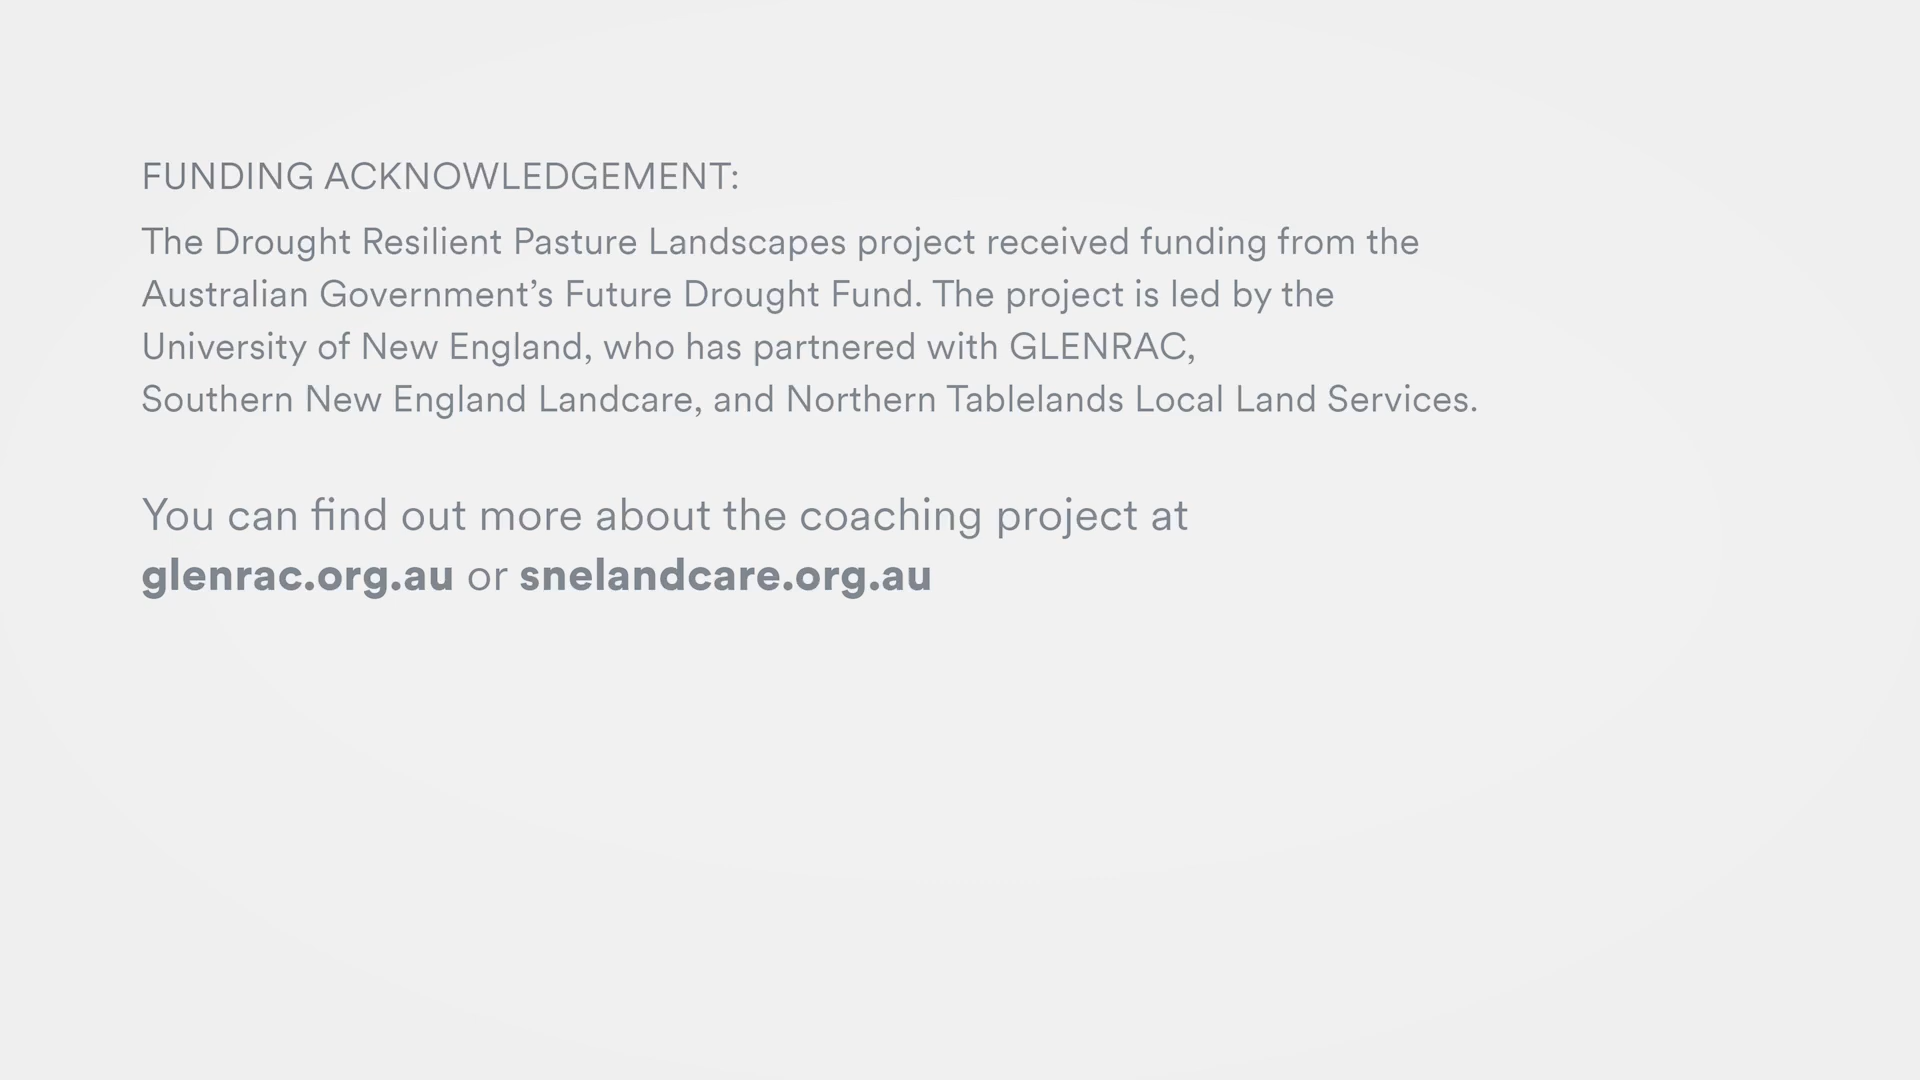 FUNDING ACKNOWLEDGEMENT:
The Drought Resilient Pasture Landscapes project received funding from the
Australian Government’s Future Drought Fund. The project is led by the
University of New England, who has partnered with GLENRAC,
Southern New England Landcare, and Northern Tablelands Local Land Services.
You can find out more about the coaching project at
glenrac.org.au or snelandcare.org.au